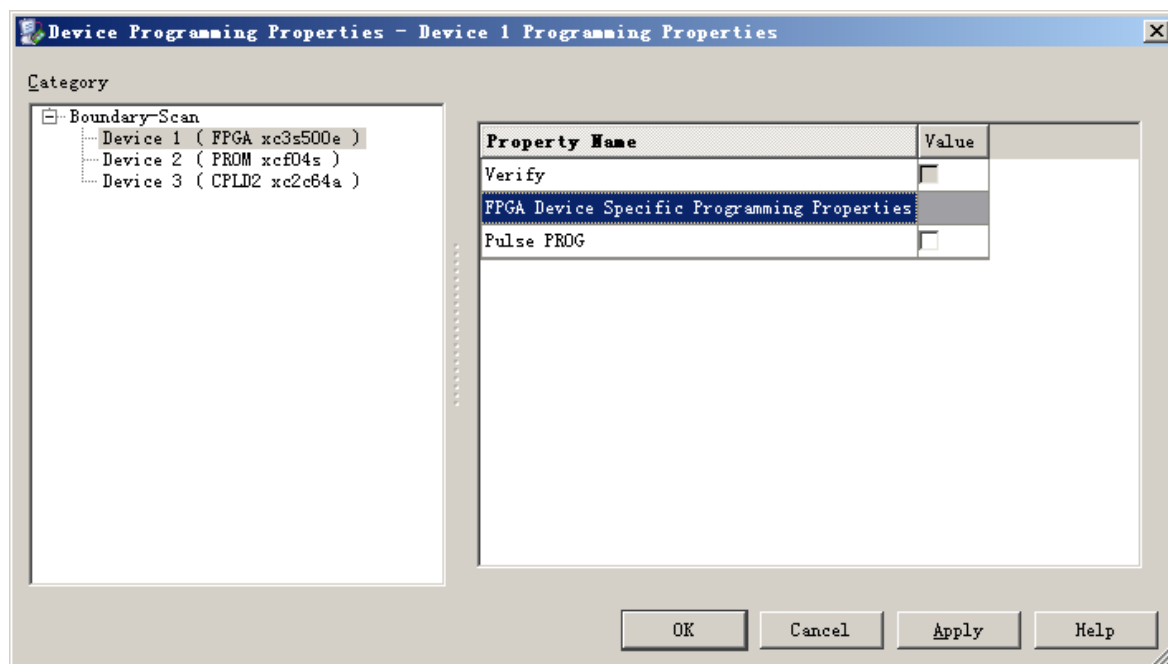 Device Programming Properties - Device 1 Programming Properties
Category
Boundary-Scan
Device 1 ( FPGA xc3s500e )
Device 2 ( PROM xcf04s )
Device 3 ( CPLD2 xc2c64a )
Property Name Value
Verify
FPGA Device Specific Programming Properties
Pulse PROG
OK Cancel Apply Help